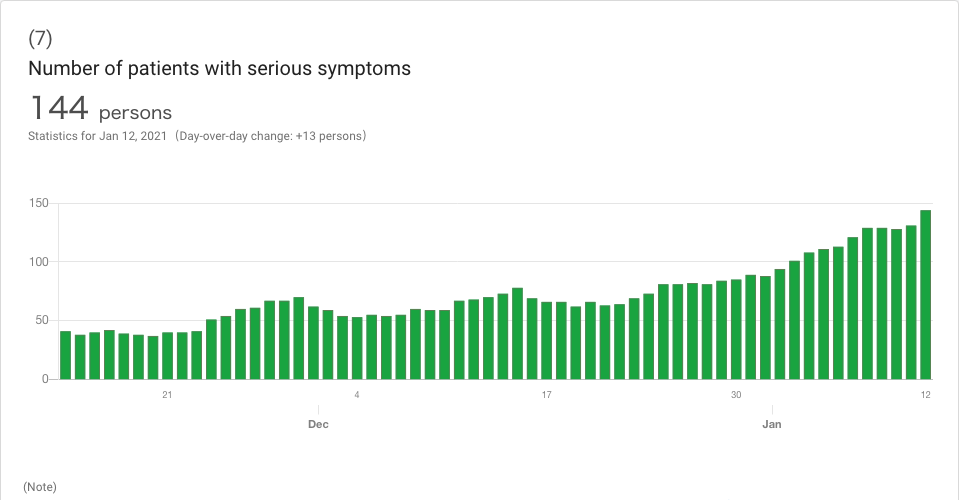 (7)
Number of patients with serious symptoms
144 persons
Statistics for Jan 12, 2021 (Day-over-day change: +13 persons)
150
100
50
0
21 4 17 30 12
Dec Jan
(Note)